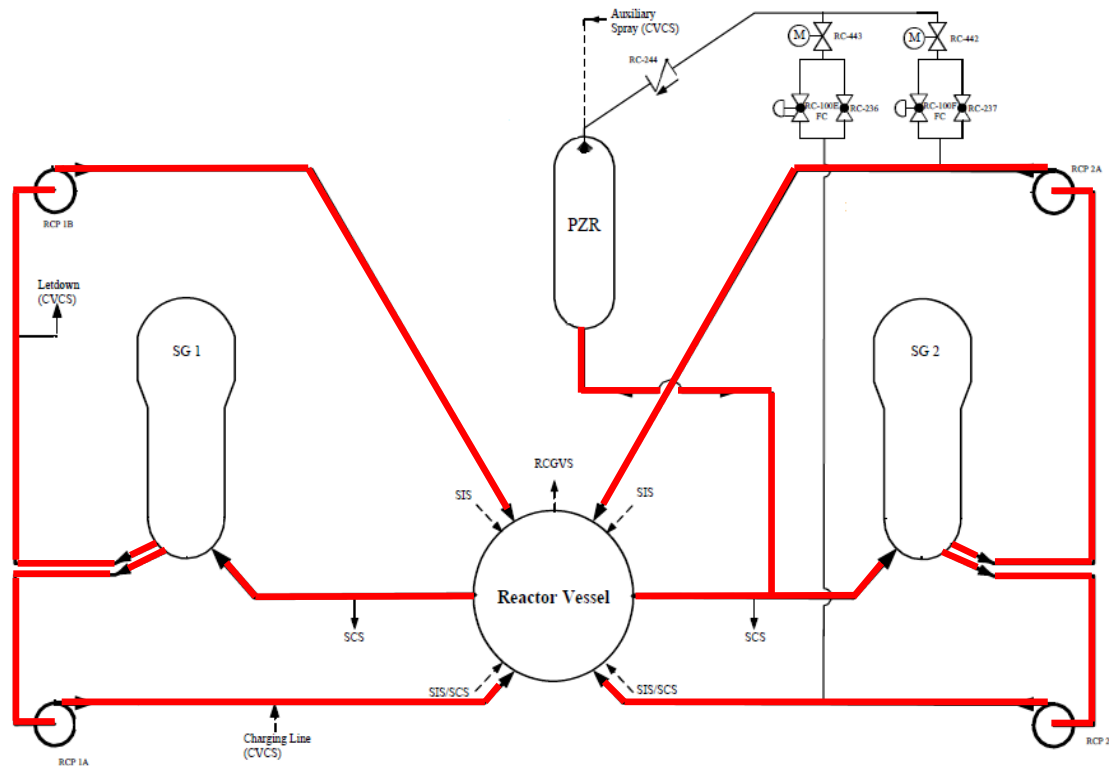 Auxiliary
Spray (CVCS)
M
RC-443
M
RC-442
RC-244
RC-100E
FC
RC-236
RC-100F
FC
RC-237
RCP 1B
RCP 2A
PZR
Letdown
(CVCS)
SG 1
SG 2
RCGVS
SIS
SIS
Reactor Vessel
SCS
SCS
SIS/SCS
SIS/SCS
Charging Line
(CVCS)
RCP 1A
RCP 2